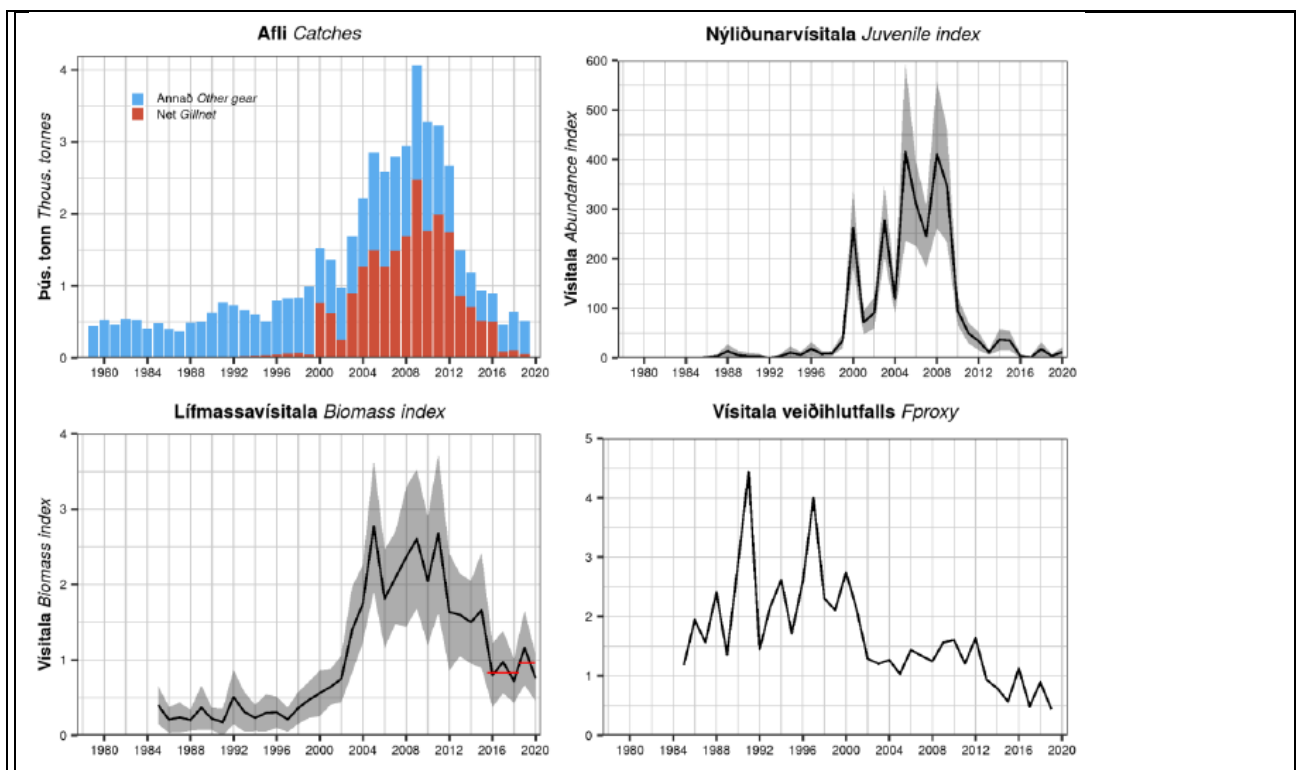 Afli Catches
4
3
2
1
0
Þús. tonn Thous. tonnes
Annað Other gear
Net Gillnet
1980 1984 1988 1992 1996 2000 2004 2008 2012 2016 2020
Nýliðunarvísitala Juvenile index
600
500
400
300
200
100
0
Vísitala Abundance index
1980 1984 1988 1992 1996 2000 2004 2008 2012 2016 2020
Lífmassavísitala Biomass index
4
3
2
1
0
Vísitala Biomass index
1980 1984 1988 1992 1996 2000 2004 2008 2012 2016 2020
Vísitala veiðihlutfalls Fproxy
5
4
3
2
1
0
1980 1984 1988 1992 1996 2000 2004 2008 2012 2016 2020